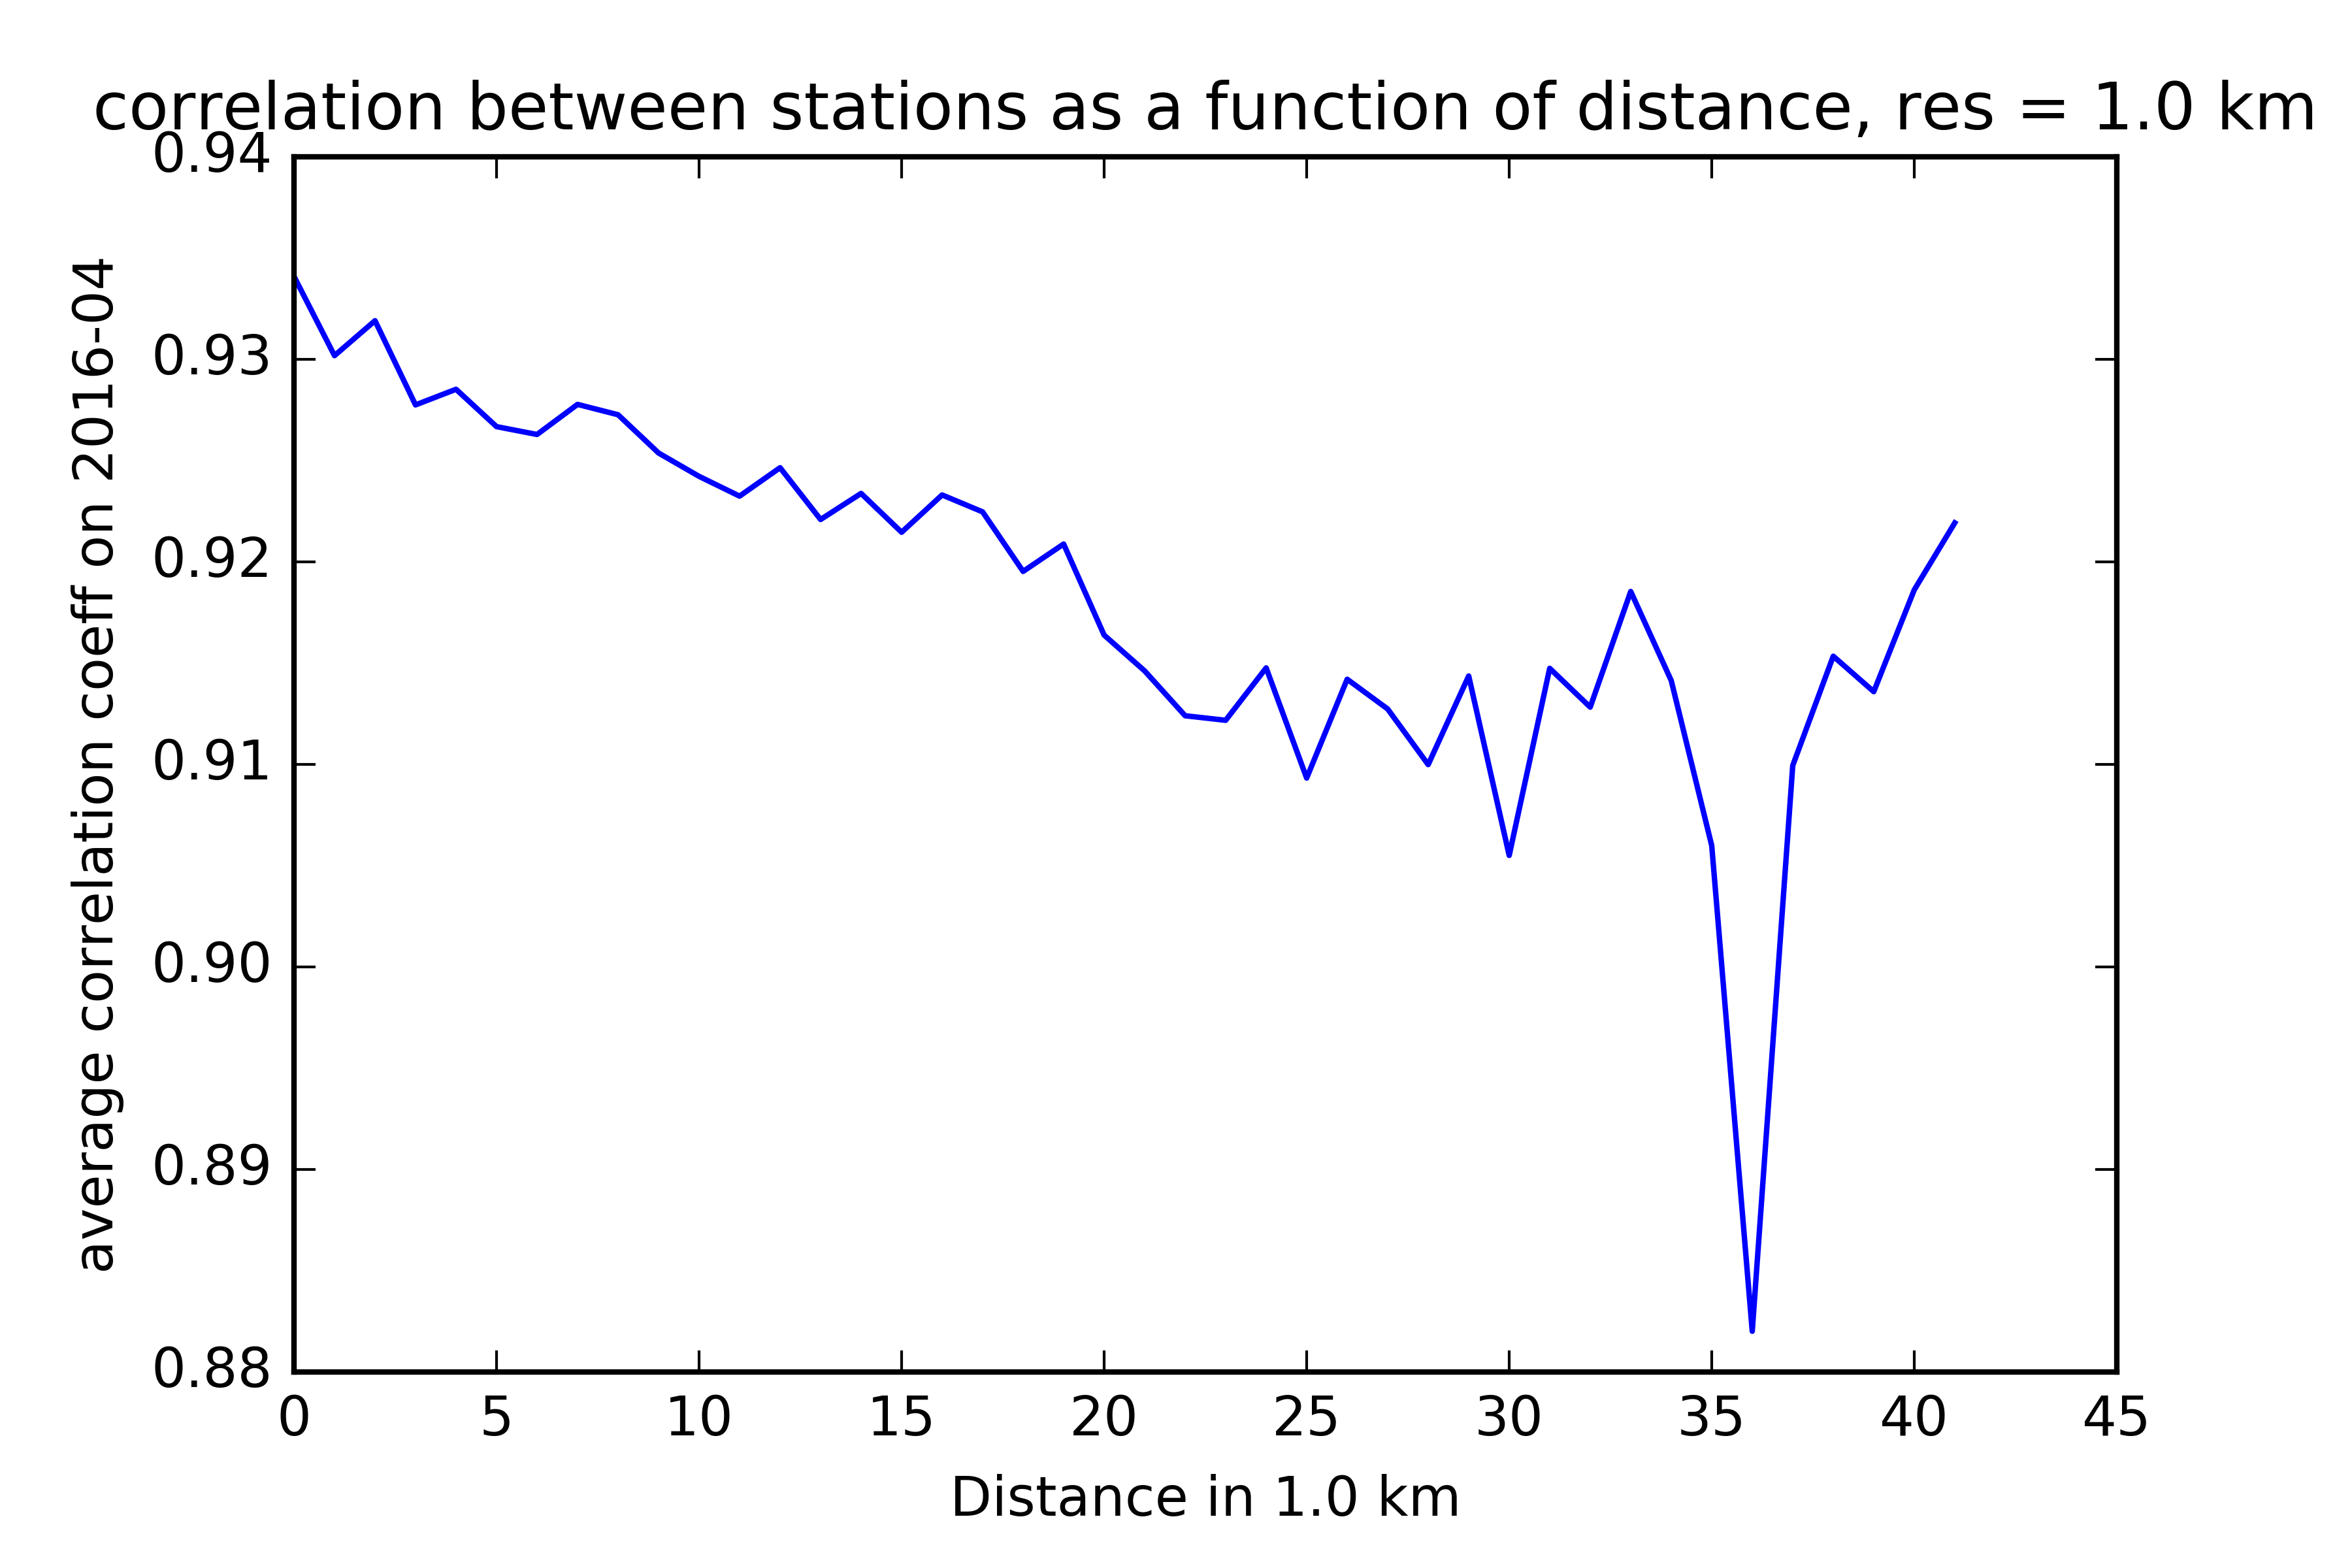 correlation between stations as a function of distance, res = 1.0 km
average correlation coeff on 2016-04
0.94
0.93
0.92
0.91
0.90
0.89
0.88
0 5 10 15 20 25 30 35 40 45
Distance in 1.0 km